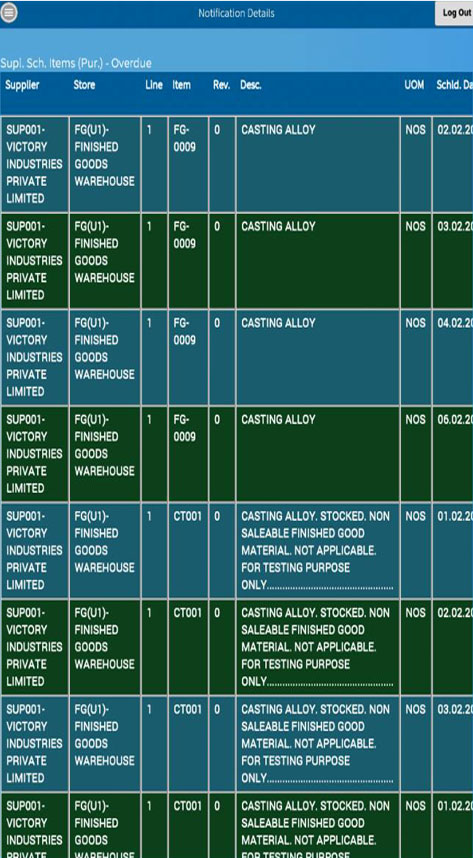 Notification Details
Log Out
Supl. Sch. Items (Pur.) - Overdue
Supplier Store Line Item Rev. Desc. UOM Schld. Da
SUP001- FG(U1)- 1 FG- 0 CASTING ALLOY NOS 02.02.20
VICTORY FINISHED 0009
INDUSTRIES GOODS
PRIVATE WAREHOUSE
LIMITED
SUP001- FG(U1)- 1 FG- 0 CASTING ALLOY NOS 03.02.20
VICTORY FINISHED 0009
INDUSTRIES GOODS
PRIVATE WAREHOUSE
LIMITED
SUP001- FG(U1)- 1 FG- 0 CASTING ALLOY NOS 04.02.20
VICTORY FINISHED 0009
INDUSTRIES GOODS
PRIVATE WAREHOUSE
LIMITED
SUP001- FG(U1)- 1 FG- 0 CASTING ALLOY NOS 06.02.20
VICTORY FINISHED 0009
INDUSTRIES GOODS
PRIVATE WAREHOUSE
LIMITED
SUP001- FG(U1)- 1 CT001 0 CASTING ALLOY. STOCKED. NON NOS 01.02.20
VICTORY FINISHED SALEABLE FINISHED GOOD
INDUSTRIES GOODS MATERIAL. NOT APPLICABLE.
PRIVATE WAREHOUSE FOR TESTING PURPOSE
LIMITED ONLY................................................
SUP001- FG(U1)- 1 CT001 0 CASTING ALLOY. STOCKED. NON NOS 02.02.20
VICTORY FINISHED SALEABLE FINISHED GOOD
INDUSTRIES GOODS MATERIAL. NOT APPLICABLE.
PRIVATE WAREHOUSE FOR TESTING PURPOSE
LIMITED ONLY................................................
SUP001- FG(U1)- 1 CT001 0 CASTING ALLOY. STOCKED. NON NOS 03.02.20
VICTORY FINISHED SALEABLE FINISHED GOOD
INDUSTRIES GOODS MATERIAL. NOT APPLICABLE.
PRIVATE WAREHOUSE FOR TESTING PURPOSE
LIMITED ONLY................................................
SUP001- FG(U1)- 1 CT001 0 CASTING ALLOY. STOCKED. NON NOS 01.02.20
VICTORY FINISHED SALEABLE FINISHED GOOD
INDUSTRIES GOODS MATERIAL. NOT APPLICABLE.
PRIVATE WAREHOUSE FOR TESTING PURPOSE